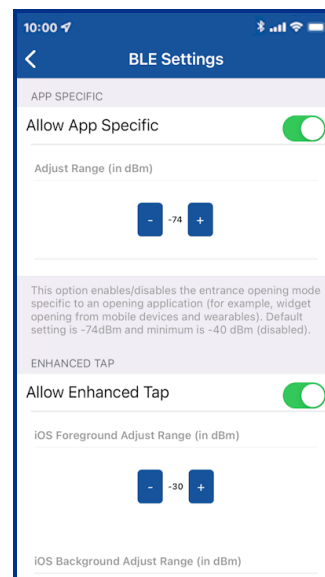 10:00
BLE Settings
APP SPECIFIC
Allow App Specific
Adjust Range (in dBm)
- -74 +
This option enables/disables the entrance opening mode
specific to an opening application (for example, widget
opening from mobile devices and wearables). Default
setting is -74dBm and minimum is -40 dBm (disabled).
ENHANCED TAP
Allow Enhanced Tap
iOS Foreground Adjust Range (in dBm)
- -30 +
iOS Background Adjust Range (in dBm)